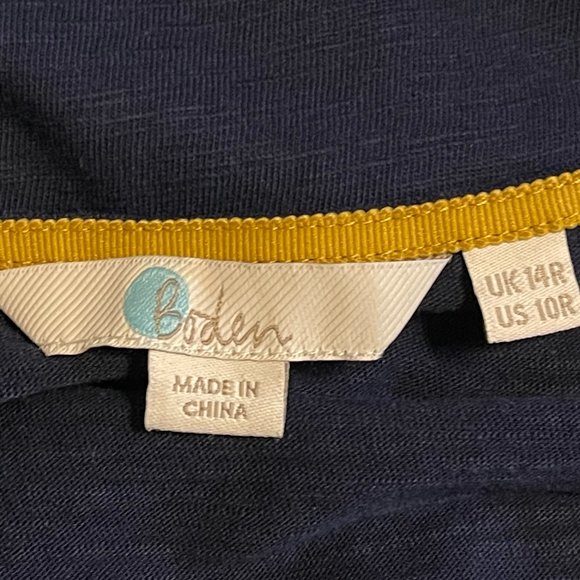 Boden
MADE IN
CHINA
UK 14R
US 10R